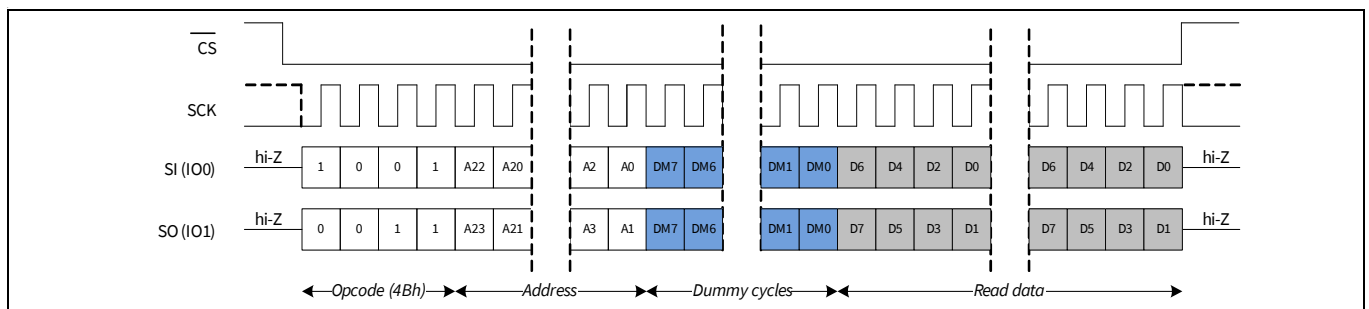 CS
SCK
SI (IO0) hi-Z 1 0 0 1 A22 A20 A2 A0 DM7 DM6 DM1 DM0 D6 D4 D2 D0 D6 D4 D2 D0 hi-Z
SO (IO1) hi-Z 0 0 1 1 A23 A21 A3 A1 DM7 DM6 DM1 DM0 D7 D5 D3 D1 D7 D5 D3 D1 hi-Z
Opcode (4Bh) Address Dummy cycles Read data